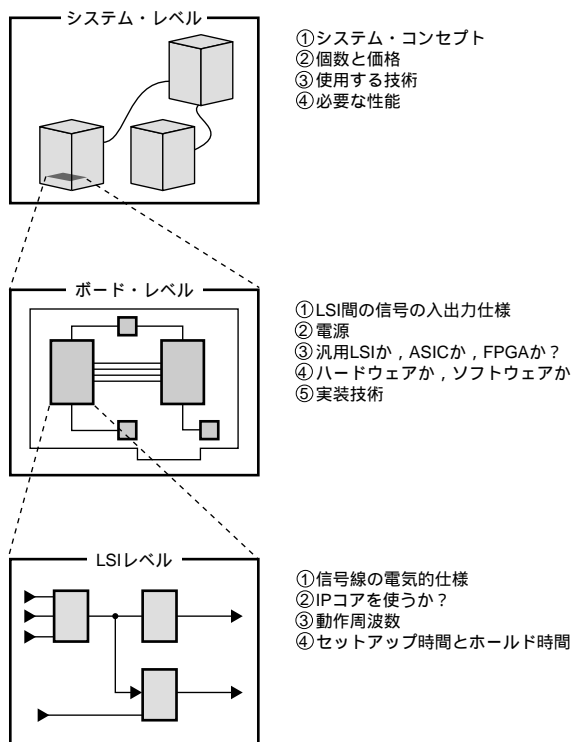 システム・レベル
①システム・コンセプト
②個数と価格
③使用する技術
④必要な性能
ボード・レベル
①LSI間の信号の入出力仕様
②電源
③汎用LSIか，ASICか，FPGAか？
④ハードウェアか，ソフトウェアか
⑤実装技術
LSIレベル
①信号線の電気的仕様
②IPコアを使うか？
③動作周波数
④セットアップ時間とホールド時間